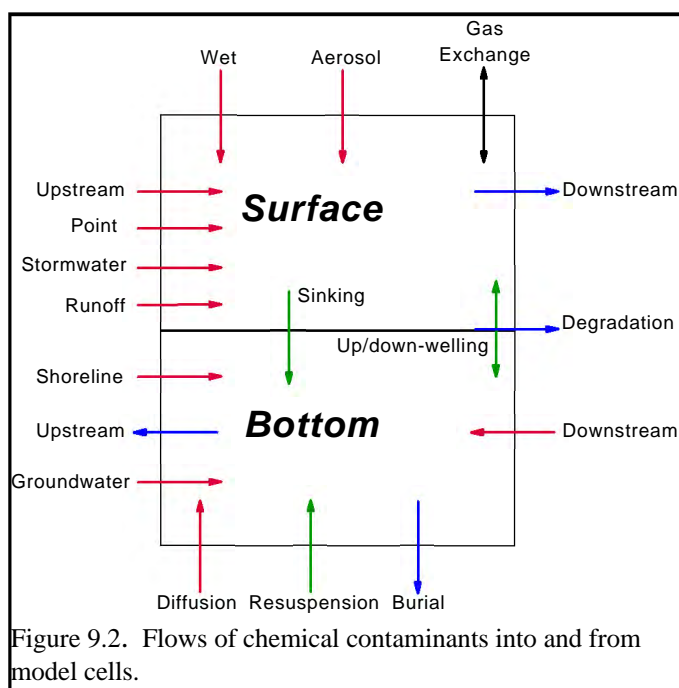 Gas
Wet Aerosol Exchange
Upstream Downstream
Surface
Point
Stormwater
Sinking
Runoff
Degradation
Up/down-welling
Shoreline
Bottom
Upstream Downstream
Groundwater
Diffusion Resuspension Burial
Figure 9.2. Flows of chemical contaminants into and from
model cells.